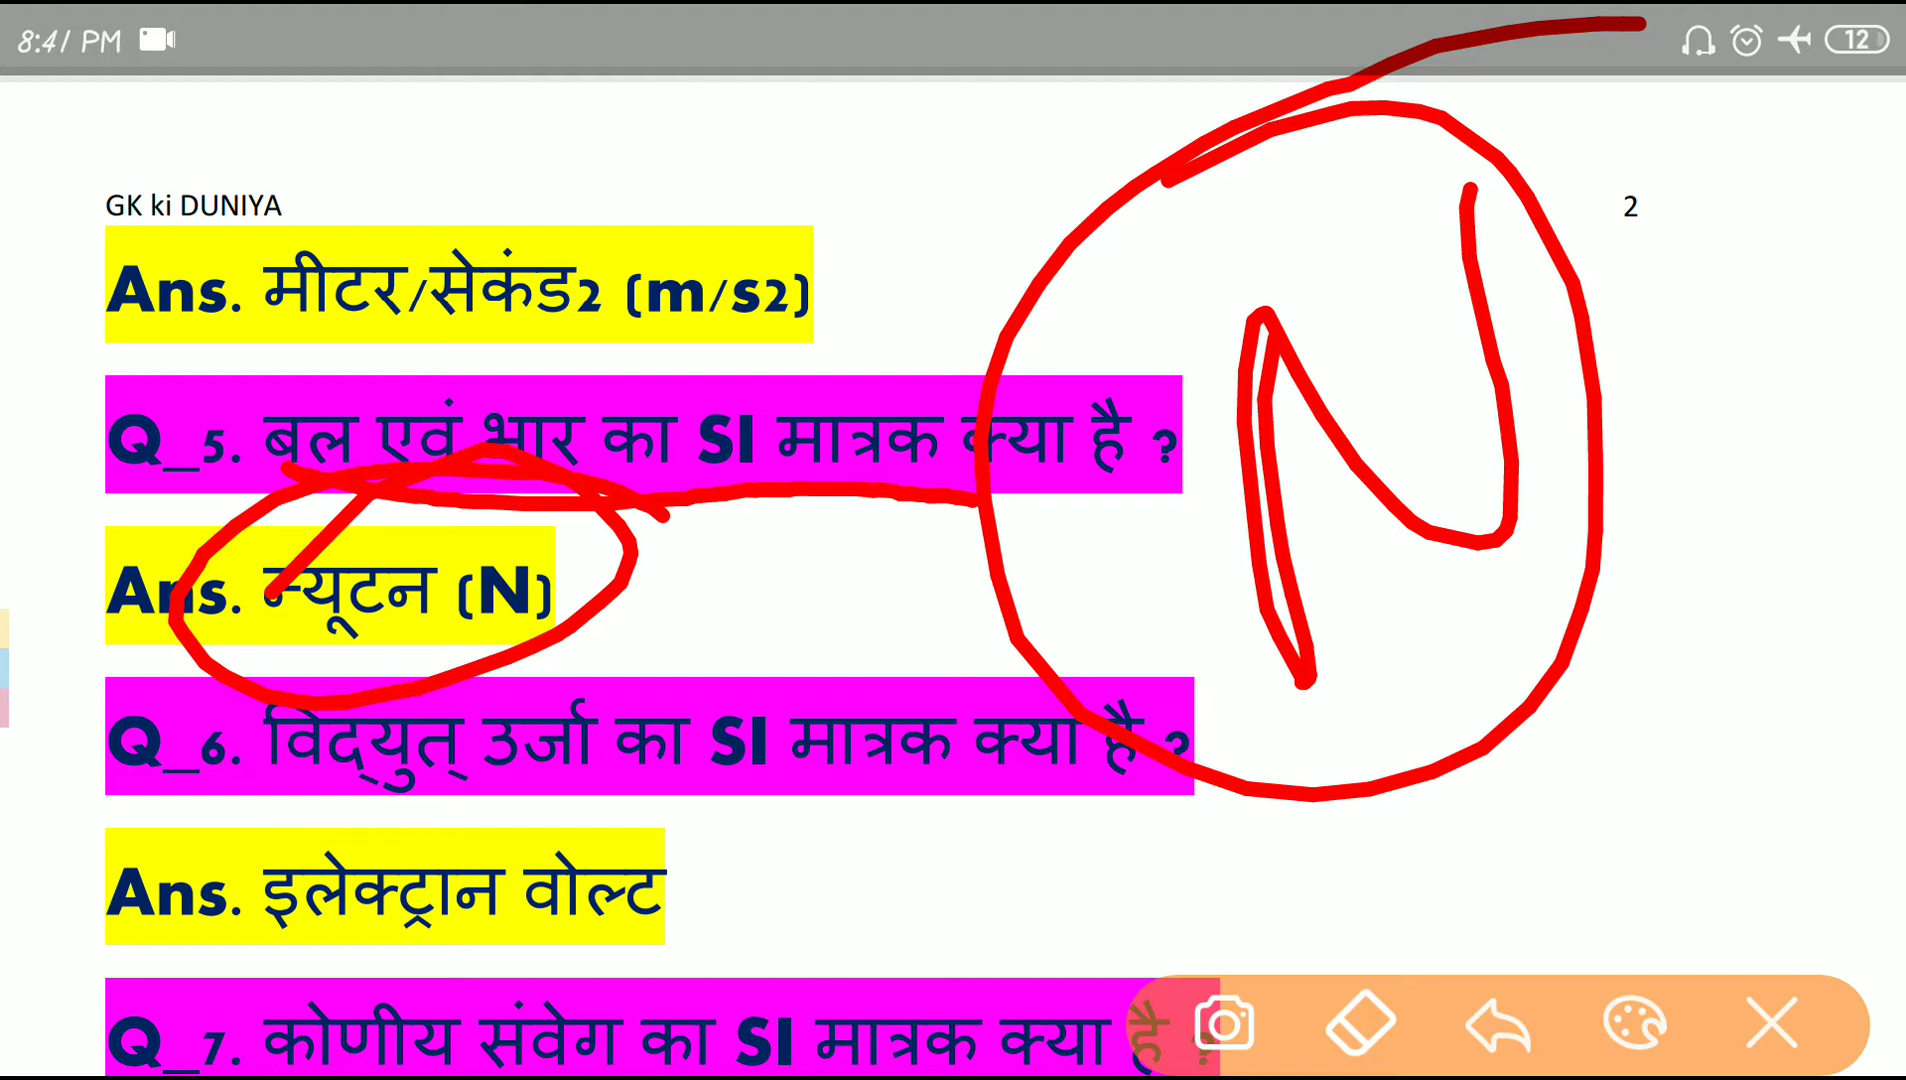 8:41 PM 12
GK ki DUNIYA 2
Ans. मीटर/सेकंड2 (m/s2)
Q_5. बल एवं भार का SI मात्रक क्या है ?
N
Ans. न्यूटन (N)
Q_6. विद्युत् उर्जा का SI मात्रक क्या है ?
Ans. इलेक्ट्रान वोल्ट
Q_7. कोणीय संवेग का SI मात्रक क्या है ?